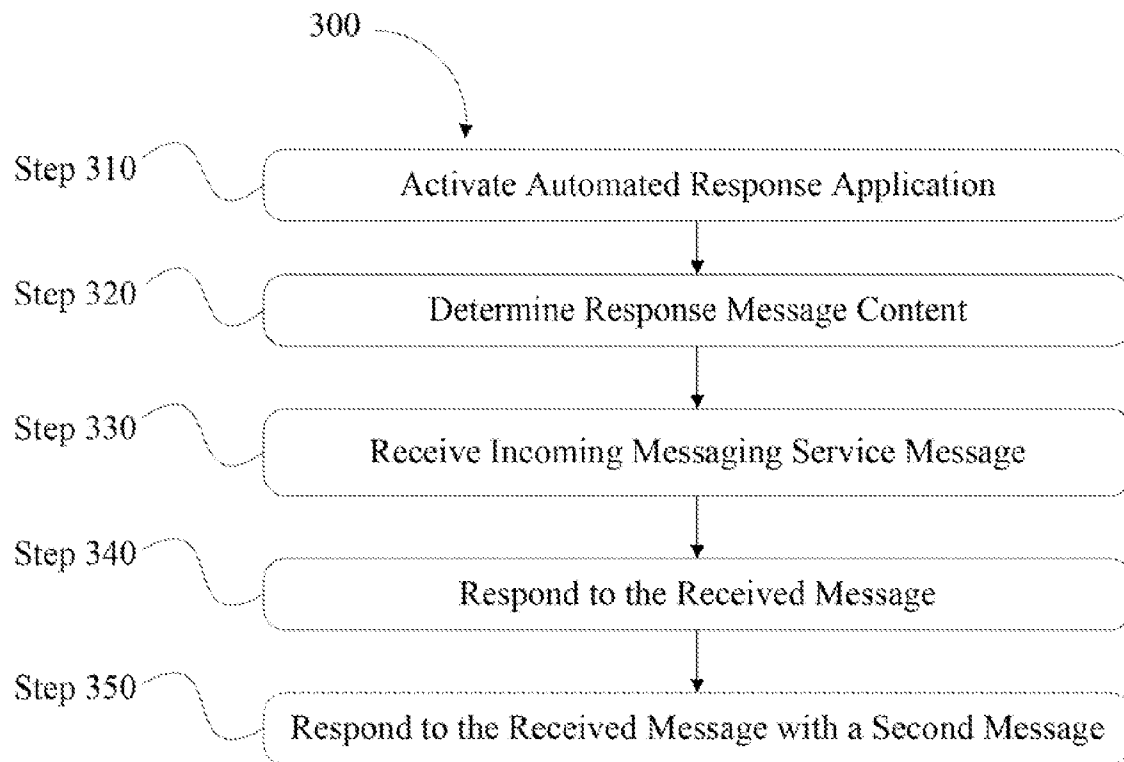 300
Step 310
Activate Automated Response Application
Step 320
Determine Response Message Content
Step 330
Receive Incoming Messaging Service Message
Step 340
Respond to the Received Message
Step 350
Respond to the Received Message with a Second Message